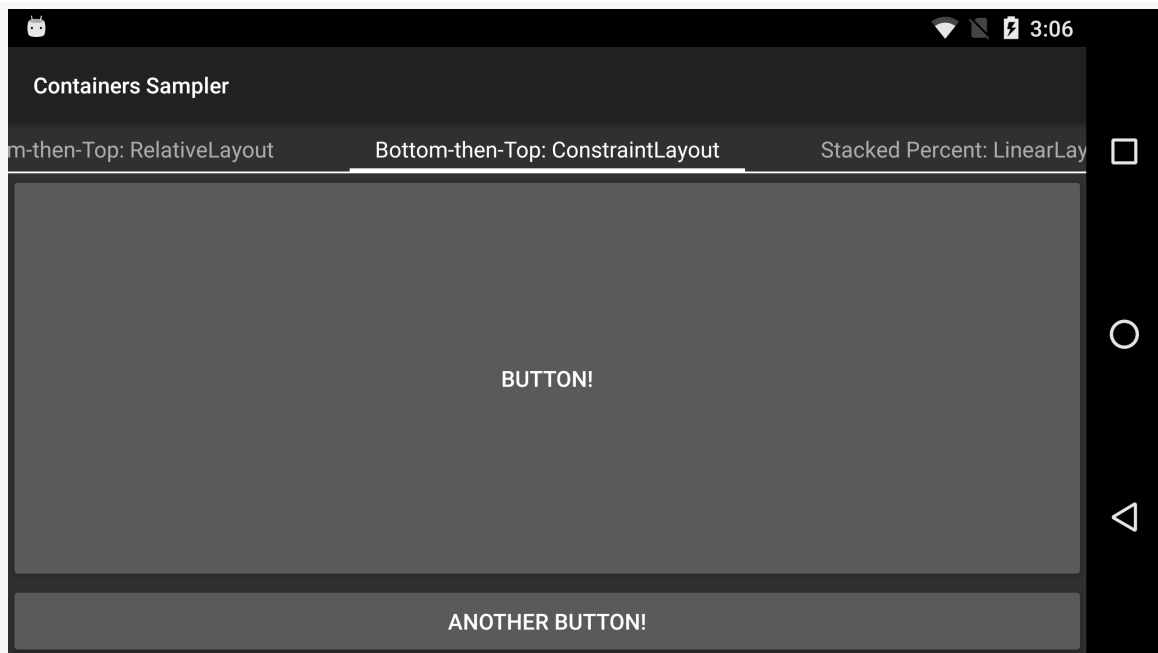 3:06
Containers Sampler
m-then-Top: RelativeLayout
Bottom-then-Top: ConstraintLayout
Stacked Percent: LinearLay
BUTTON!
ANOTHER BUTTON!